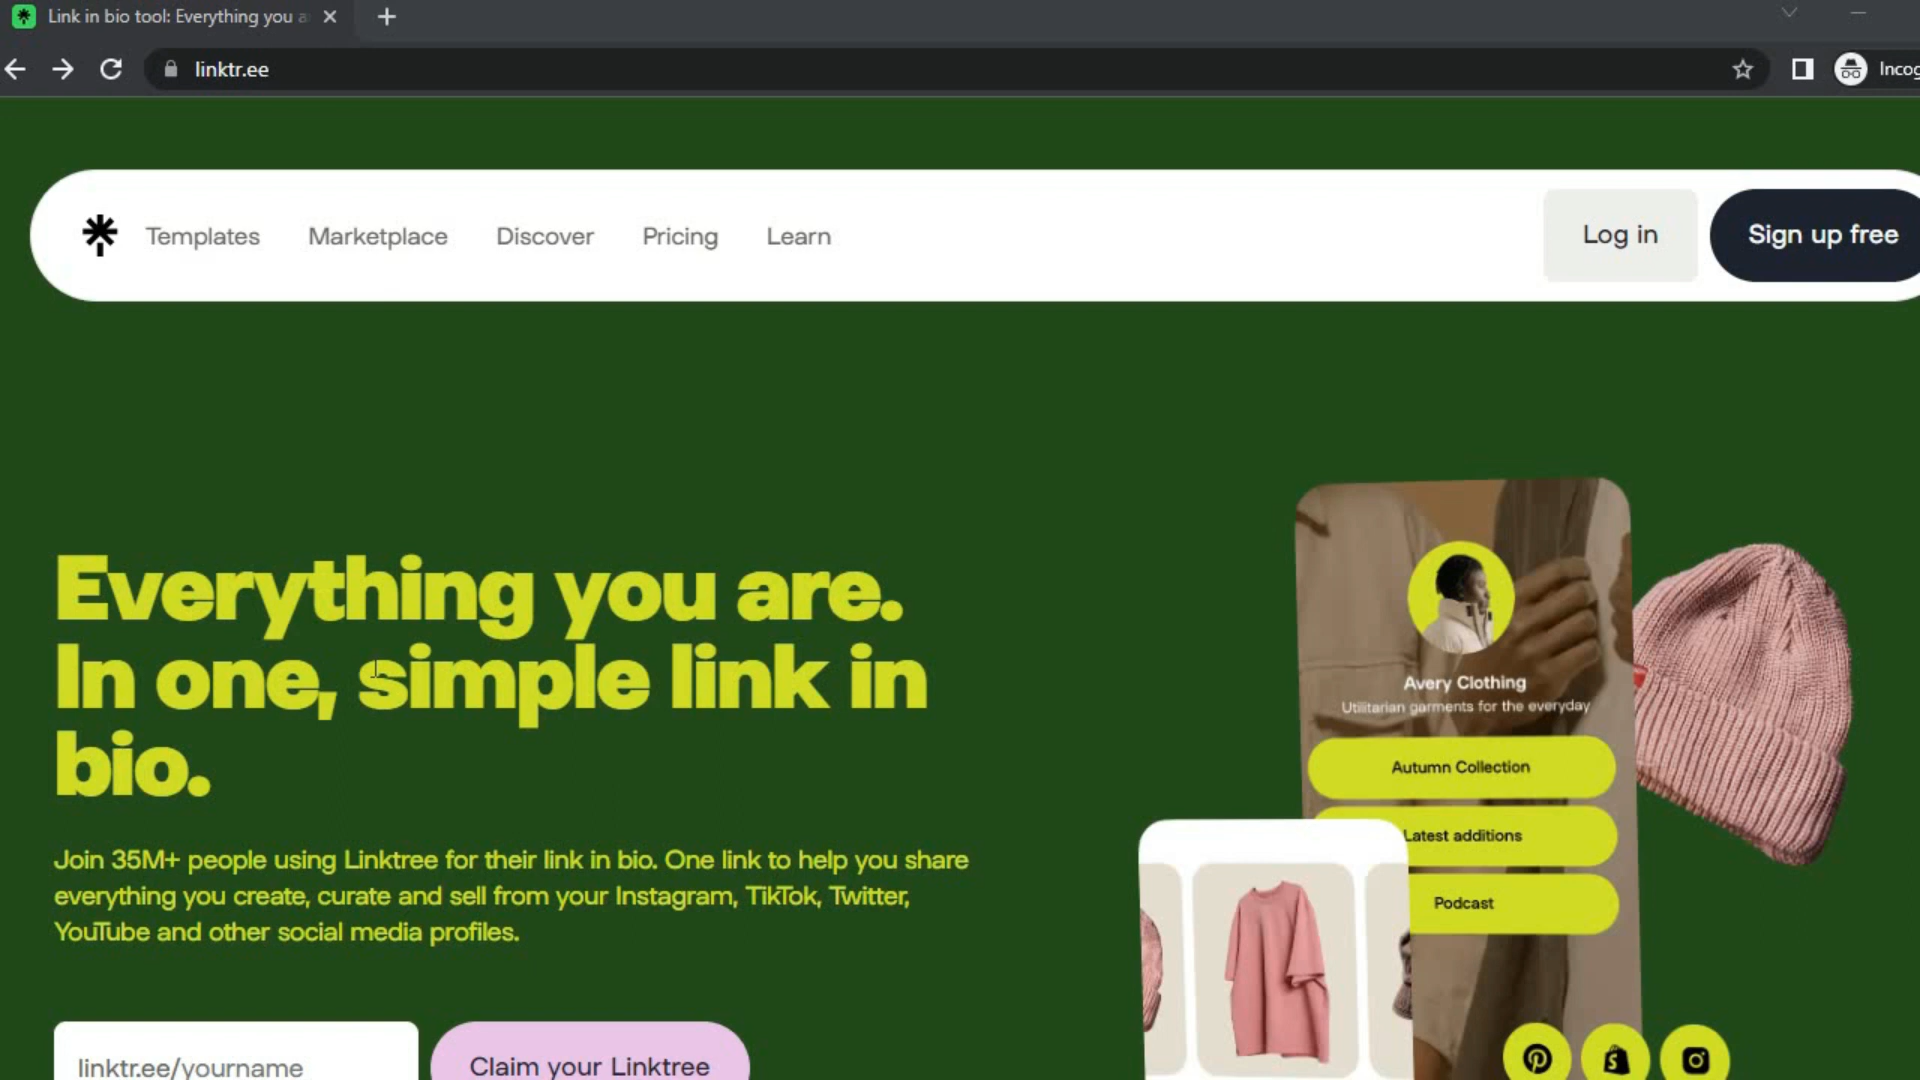 Link in bio tool: Everything you a
linktr.ee
Incog
Templates
Marketplace
Discover
Pricing
Learn
Log in
Sign up free
Everything you are.
In one, simple link in
bio.
Join 35M+ people using Linktree for their link in bio. One link to help you share
everything you create, curate and sell from your Instagram, TikTok, Twitter,
YouTube and other social media profiles.
linktr.ee/yourname
Claim your Linktree
Avery Clothing
Utilitarian garments for the everyday
Autumn Collection
Latest additions
Podcast